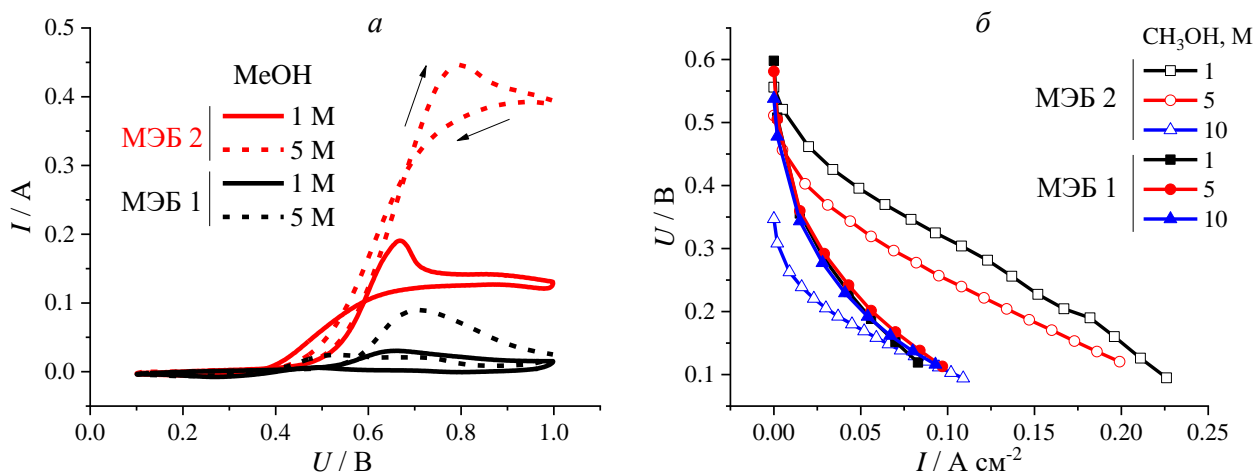 а
0.5
0.4
0.3
0.2
0.1
0.0
I / А
MeOH
МЭБ 2
1 М
5 М
МЭБ 1
1 М
5 М
0.0 0.2 0.4 0.6 0.8 1.0
U / В
б
0.6
0.5
0.4
0.3
0.2
0.1
U / В
CH₃OH, М
МЭБ 2
1
5
10
МЭБ 1
1
5
10
0.00 0.05 0.10 0.15 0.20 0.25
I / А см⁻²